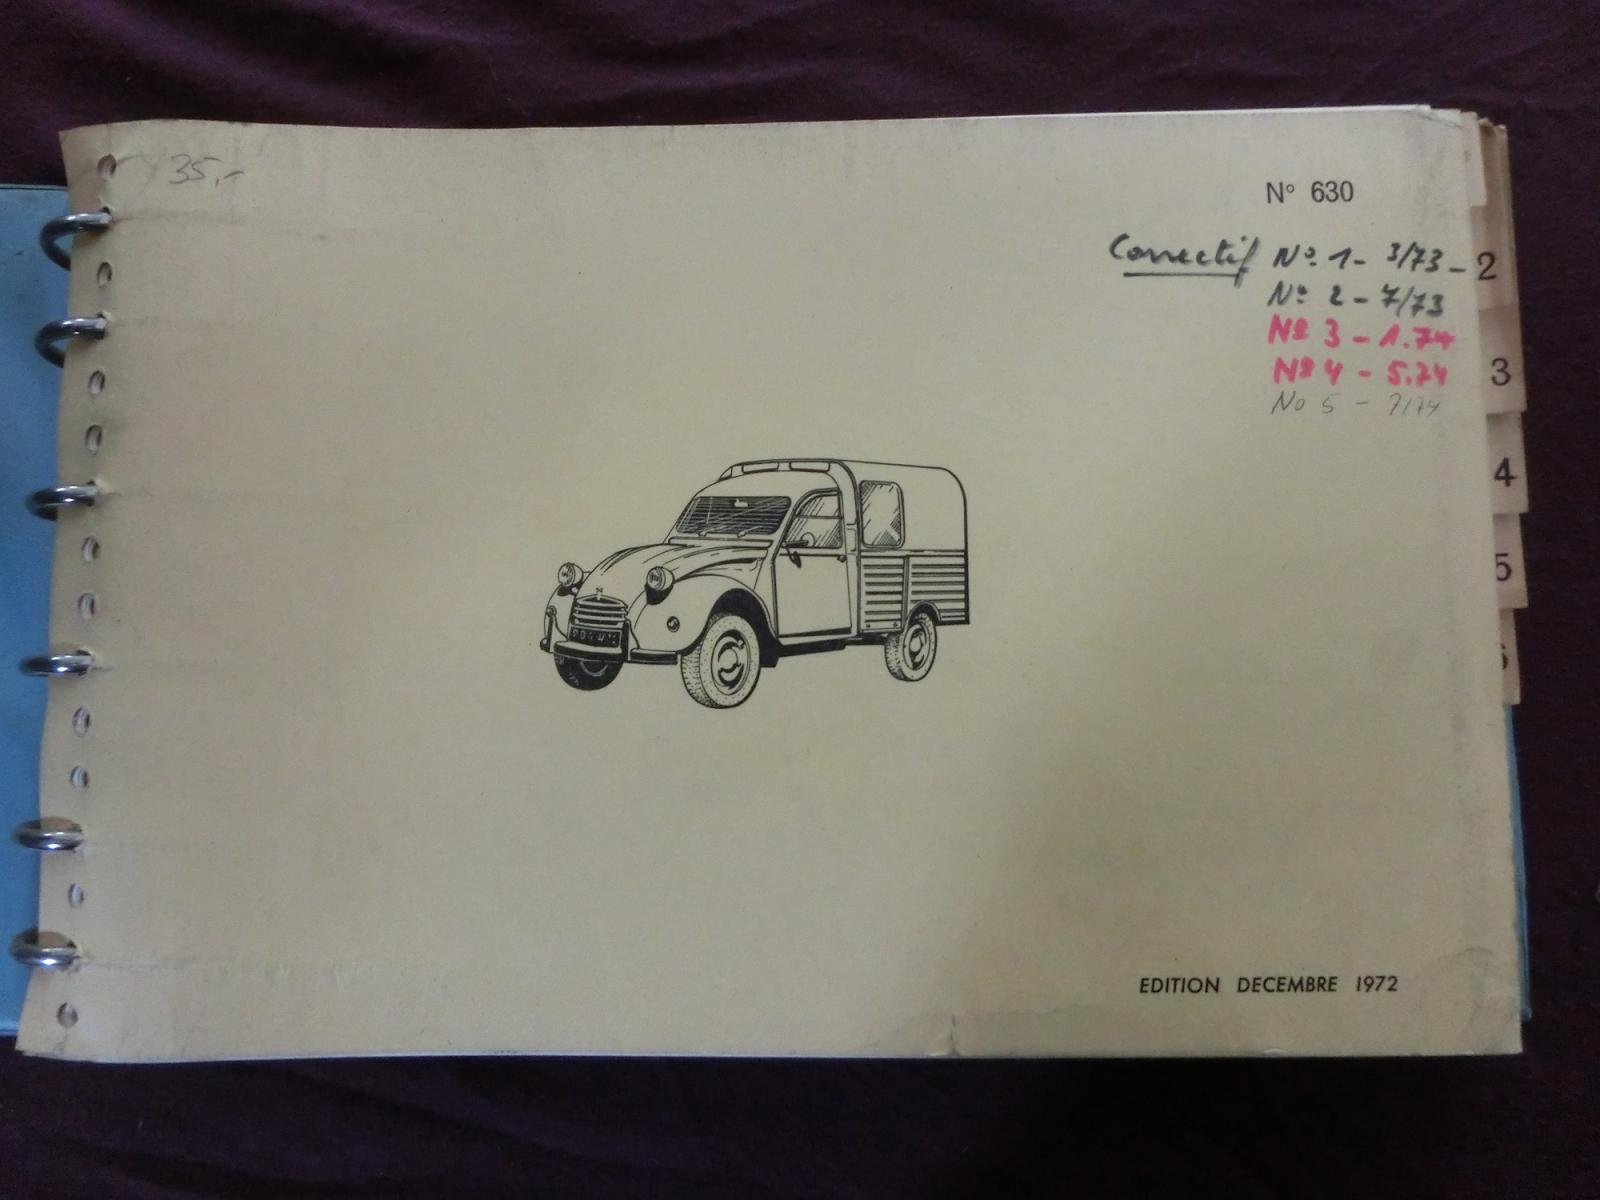 35,-
N° 630
Correctif N° 1 - 3/73 -
N° 2 - 7/73
N° 3 - 1.74
N° 4 - 5.74
No 5 - 7/74
2
3
4
5
6
EDITION DECEMBRE 1972